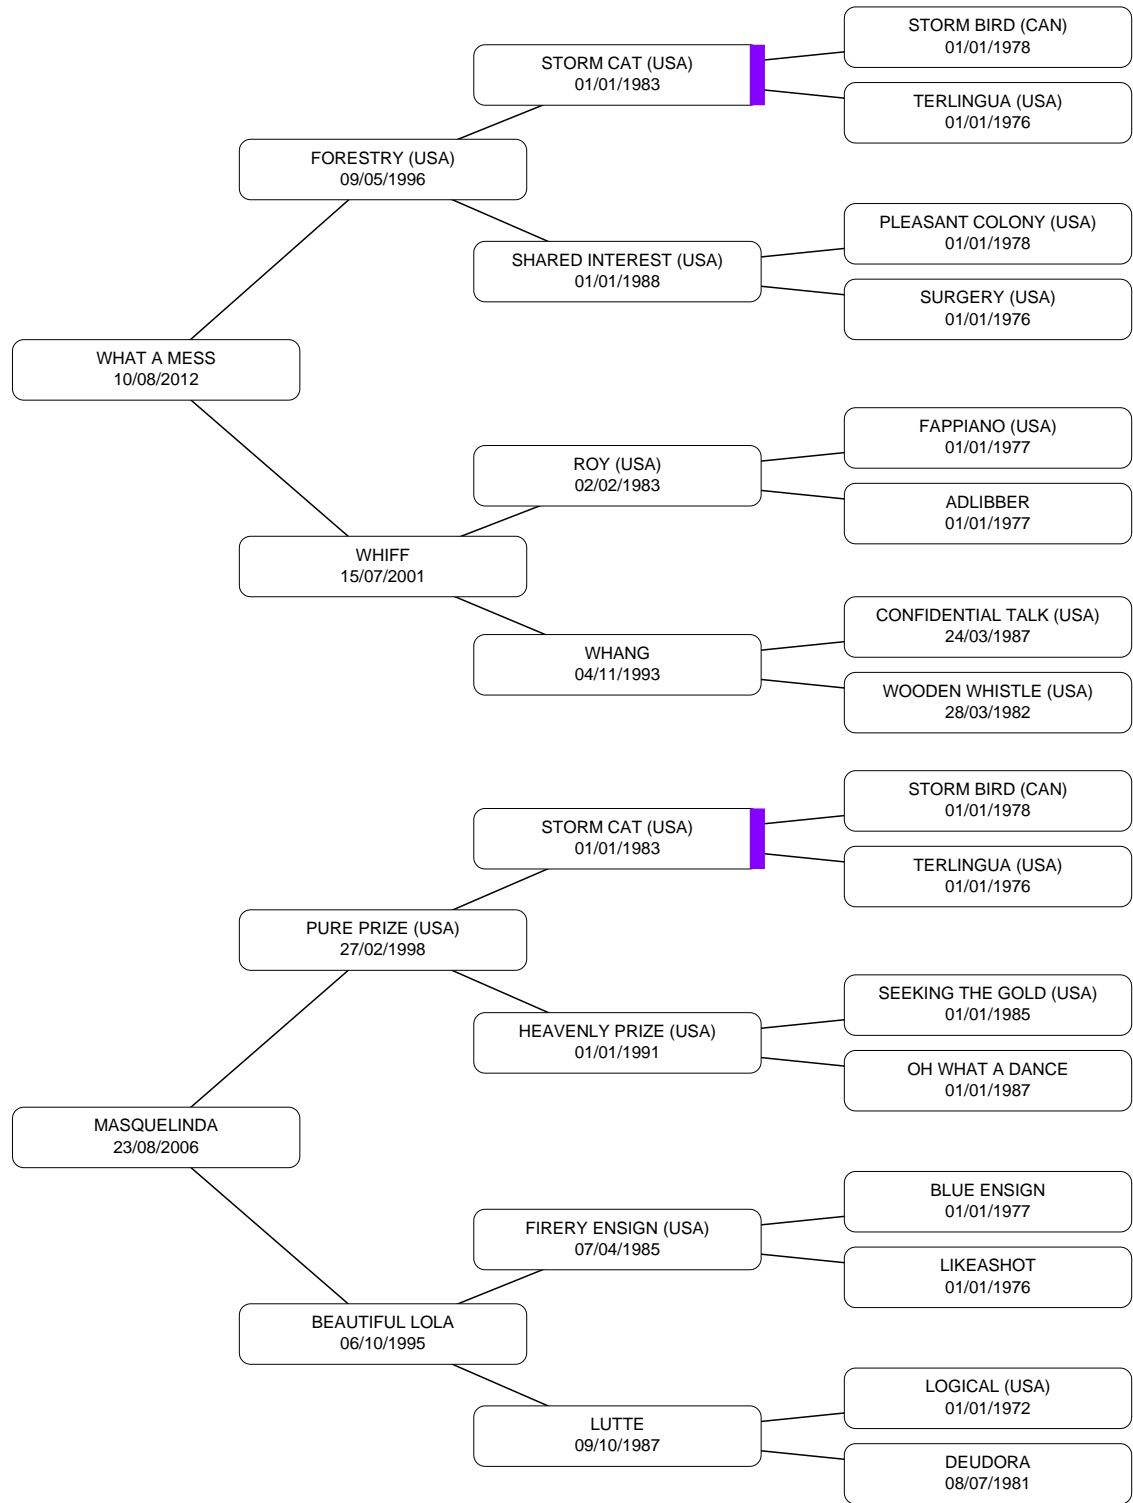 STORM BIRD (CAN)
01/01/1978
STORM CAT (USA)
01/01/1983
TERLINGUA (USA)
01/01/1976
FORESTRY (USA)
09/05/1996
PLEASANT COLONY (USA)
01/01/1978
SHARED INTEREST (USA)
01/01/1988
SURGERY (USA)
01/01/1976
WHAT A MESS
10/08/2012
FAPPIANO (USA)
01/01/1977
ROY (USA)
02/02/1983
ADLIBBER
01/01/1977
WHIFF
15/07/2001
CONFIDENTIAL TALK (USA)
24/03/1987
WHANG
04/11/1993
WOODEN WHISTLE (USA)
28/03/1982
STORM BIRD (CAN)
01/01/1978
STORM CAT (USA)
01/01/1983
TERLINGUA (USA)
01/01/1976
PURE PRIZE (USA)
27/02/1998
SEEKING THE GOLD (USA)
01/01/1985
HEAVENLY PRIZE (USA)
01/01/1991
OH WHAT A DANCE
01/01/1987
MASQUELINDA
23/08/2006
BLUE ENSIGN
01/01/1977
FIRERY ENSIGN (USA)
07/04/1985
LIKEASHOT
01/01/1976
BEAUTIFUL LOLA
06/10/1995
LOGICAL (USA)
01/01/1972
LUTTE
09/10/1987
DEUDORA
08/07/1981